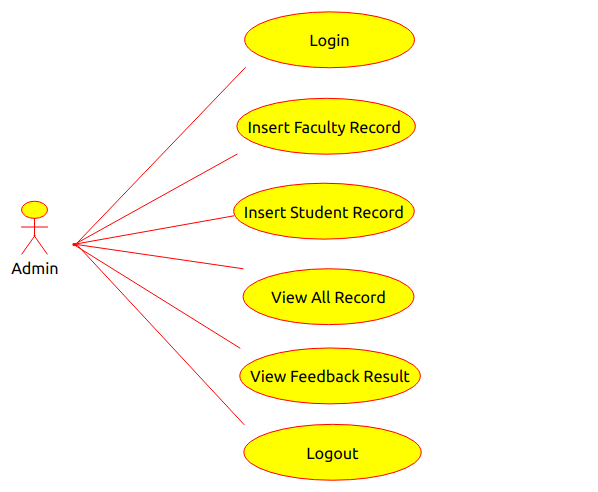 Login
Insert Faculty Record
Insert Student Record
Admin
View All Record
View Feedback Result
Logout